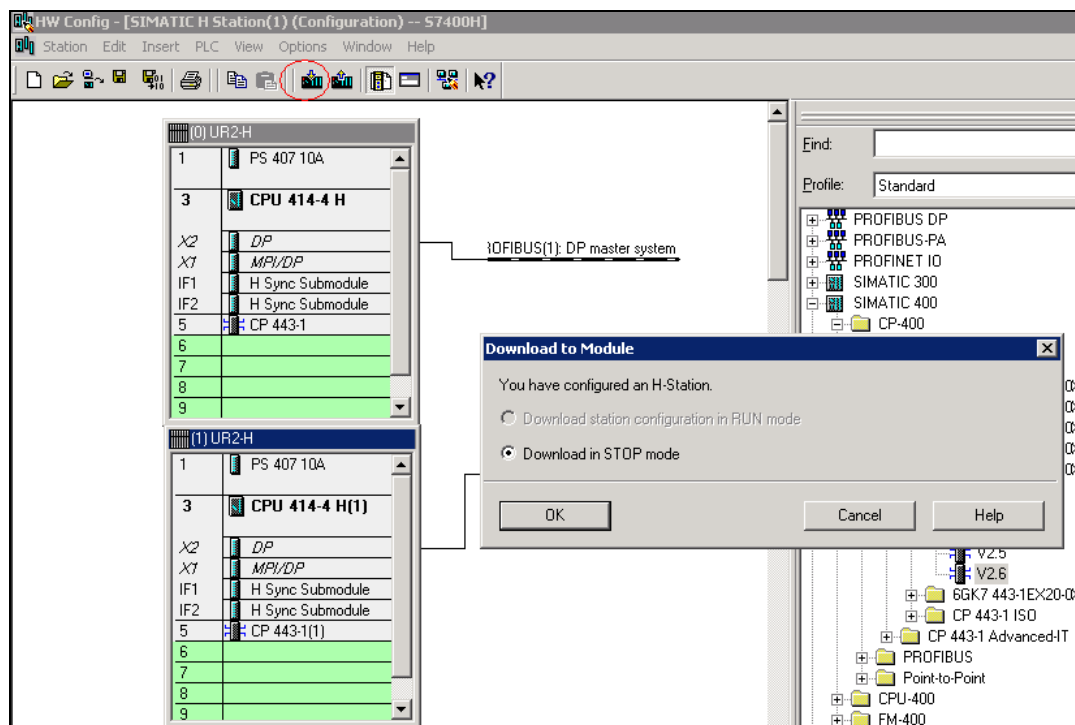 HW Config - [SIMATIC H Station(1) (Configuration) -- S7400H]
Station Edit Insert PLC View Options Window Help
(0) UR2-H
1 PS 407 10A
3 CPU 414-4 H
X2 DP
X1 MPI/DP
IF1 H Sync Submodule
IF2 H Sync Submodule
5 CP 443-1
6
7
8
9
ROFIBUS(1): DP master system
(1) UR2-H
1 PS 407 10A
3 CPU 414-4 H(1)
X2 DP
X1 MPI/DP
IF1 H Sync Submodule
IF2 H Sync Submodule
5 CP 443-1(1)
6
7
8
9
Download to Module
You have configured an H-Station.
Download station configuration in RUN mode
Download in STOP mode
OK Cancel Help
Find:
Profile: Standard
PROFIBUS DP
PROFIBUS-PA
PROFINET IO
SIMATIC 300
SIMATIC 400
CP-400
V2.5
V2.6
6GK7 443-1EX20-0
CP 443-1 ISO
CP 443-1 Advanced-IT
PROFIBUS
Point-to-Point
CPU-400
FM-400